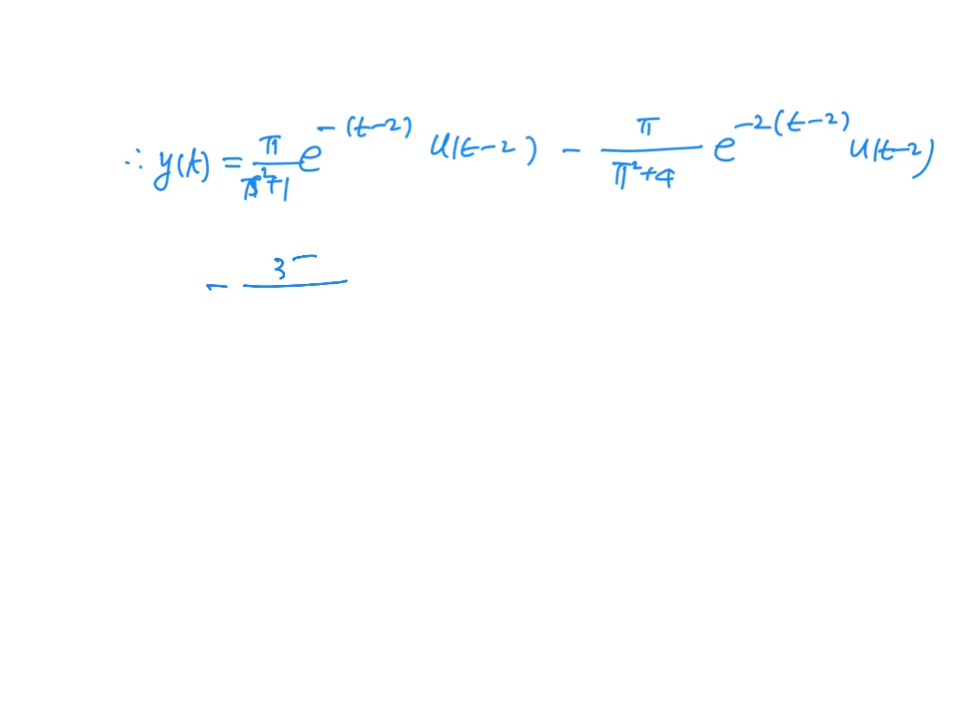 ∴ y(t) = π/(π²+1) e^{-(t-2)} u(t-2) - π/(π²+4) e^{-2(t-2)} u(t-2)
- 3